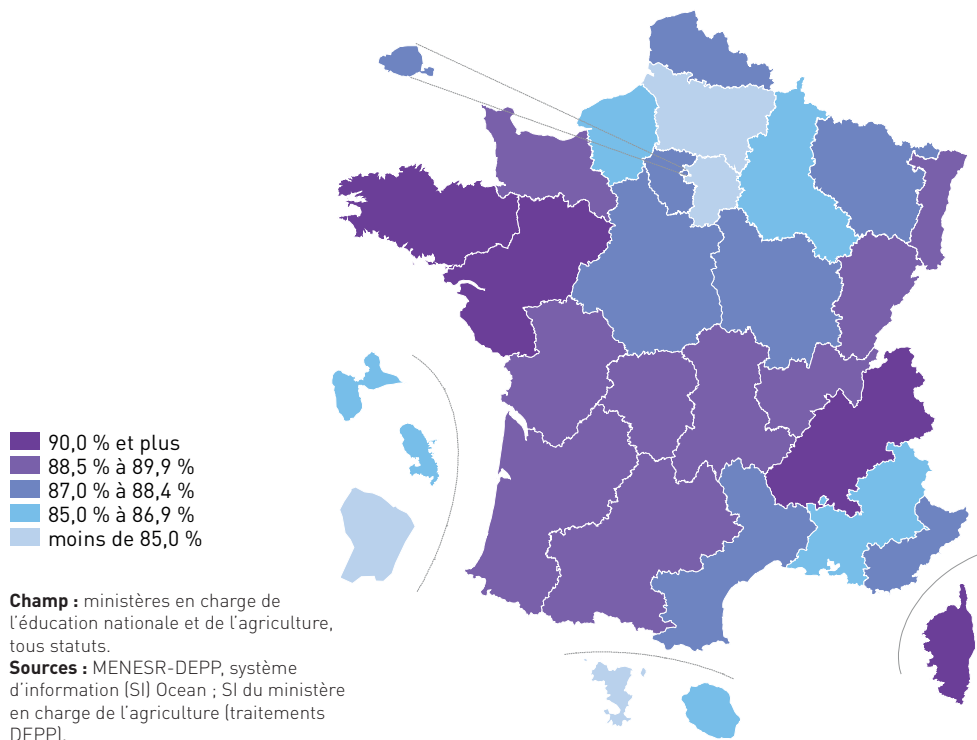 90,0 % et plus
88,5 % à 89,9 %
87,0 % à 88,4 %
85,0 % à 86,9 %
moins de 85,0 %
Champ : ministères en charge de
l’éducation nationale et de l’agriculture,
tous statuts.
Sources : MENESR-DEPP, système
d’information (SI) Ocean ; SI du ministère
en charge de l’agriculture (traitements
DEPP).